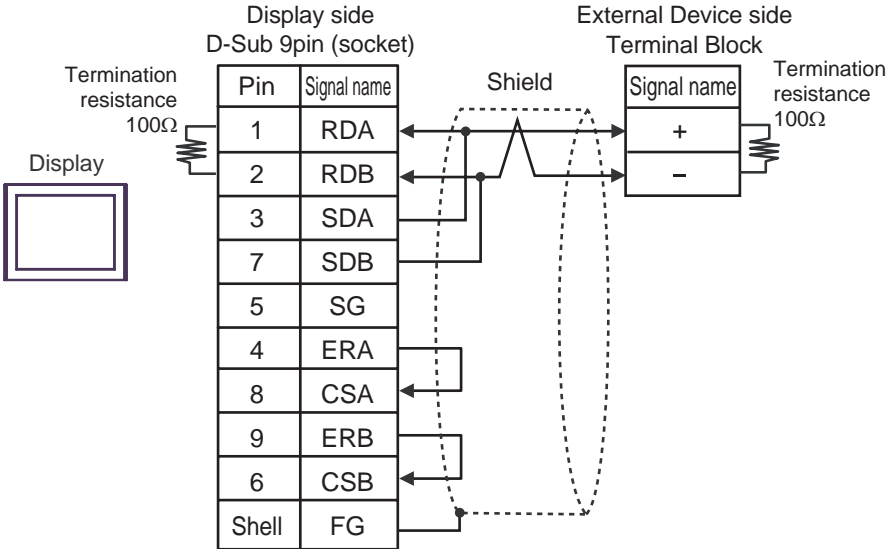 Display side
D-Sub 9pin (socket)
External Device side
Terminal Block
Termination
resistance
100Ω
Display
Pin Signal name
1 RDA
2 RDB
3 SDA
7 SDB
5 SG
4 ERA
8 CSA
9 ERB
6 CSB
Shell FG
Shield
Signal name
+
−
Termination
resistance
100Ω